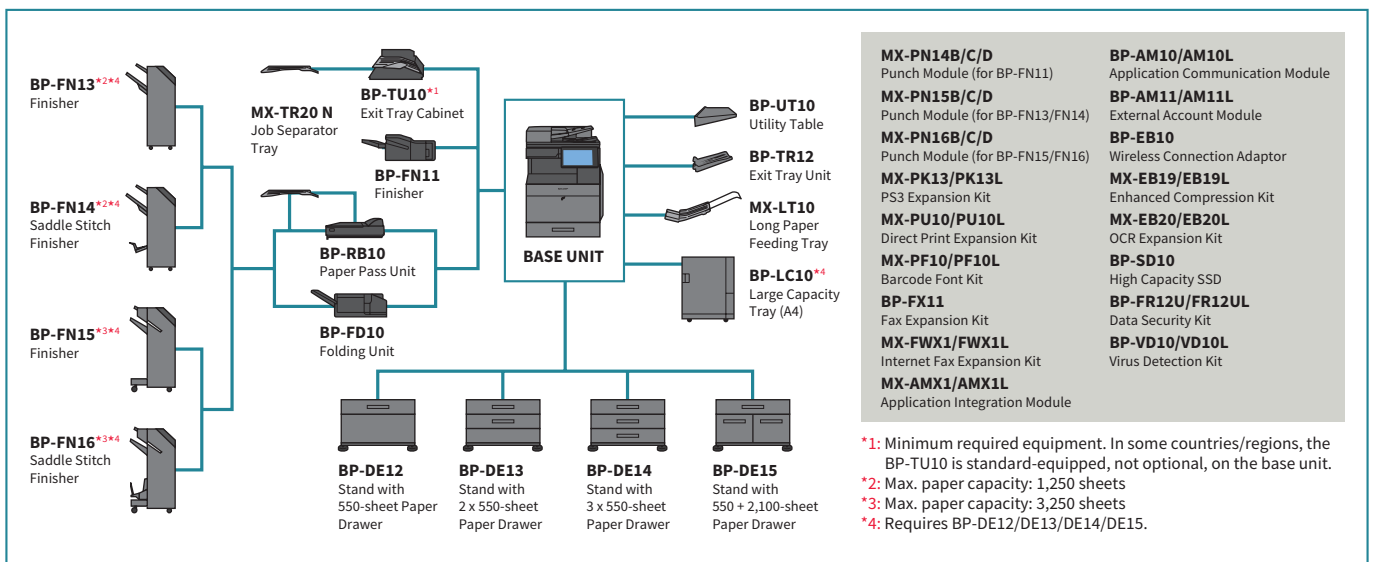 BP-FN13*2*4
Finisher
BP-FN14*2*4
Saddle Stitch
Finisher
BP-FN15*3*4
Finisher
BP-FN16*3*4
Saddle Stitch
Finisher
MX-TR20 N
Job Separator
Tray
BP-TU10*1
Exit Tray Cabinet
BP-FN11
Finisher
BP-RB10
Paper Pass Unit
BP-FD10
Folding Unit
BASE UNIT
BP-UT10
Utility Table
BP-TR12
Exit Tray Unit
MX-LT10
Long Paper
Feeding Tray
BP-LC10*4
Large Capacity
Tray (A4)
BP-DE12
Stand with
550-sheet Paper
Drawer
BP-DE13
Stand with
2 x 550-sheet
Paper Drawer
BP-DE14
Stand with
3 x 550-sheet
Paper Drawer
BP-DE15
Stand with
550 + 2,100-sheet
Paper Drawer
MX-PN14B/C/D
Punch Module (for BP-FN11)
MX-PN15B/C/D
Punch Module (for BP-FN13/FN14)
MX-PN16B/C/D
Punch Module (for BP-FN15/FN16)
MX-PK13/PK13L
PS3 Expansion Kit
MX-PU10/PU10L
Direct Print Expansion Kit
MX-PF10/PF10L
Barcode Font Kit
BP-FX11
Fax Expansion Kit
MX-FWX1/FWX1L
Internet Fax Expansion Kit
MX-AMX1/AMX1L
Application Integration Module
BP-AM10/AM10L
Application Communication Module
BP-AM11/AM11L
External Account Module
BP-EB10
Wireless Connection Adaptor
MX-EB19/EB19L
Enhanced Compression Kit
MX-EB20/EB20L
OCR Expansion Kit
BP-SD10
High Capacity SSD
BP-FR12U/FR12UL
Data Security Kit
BP-VD10/VD10L
Virus Detection Kit
*1: Minimum required equipment. In some countries/regions, the
BP-TU10 is standard-equipped, not optional, on the base unit.
*2: Max. paper capacity: 1,250 sheets
*3: Max. paper capacity: 3,250 sheets
*4: Requires BP-DE12/DE13/DE14/DE15.